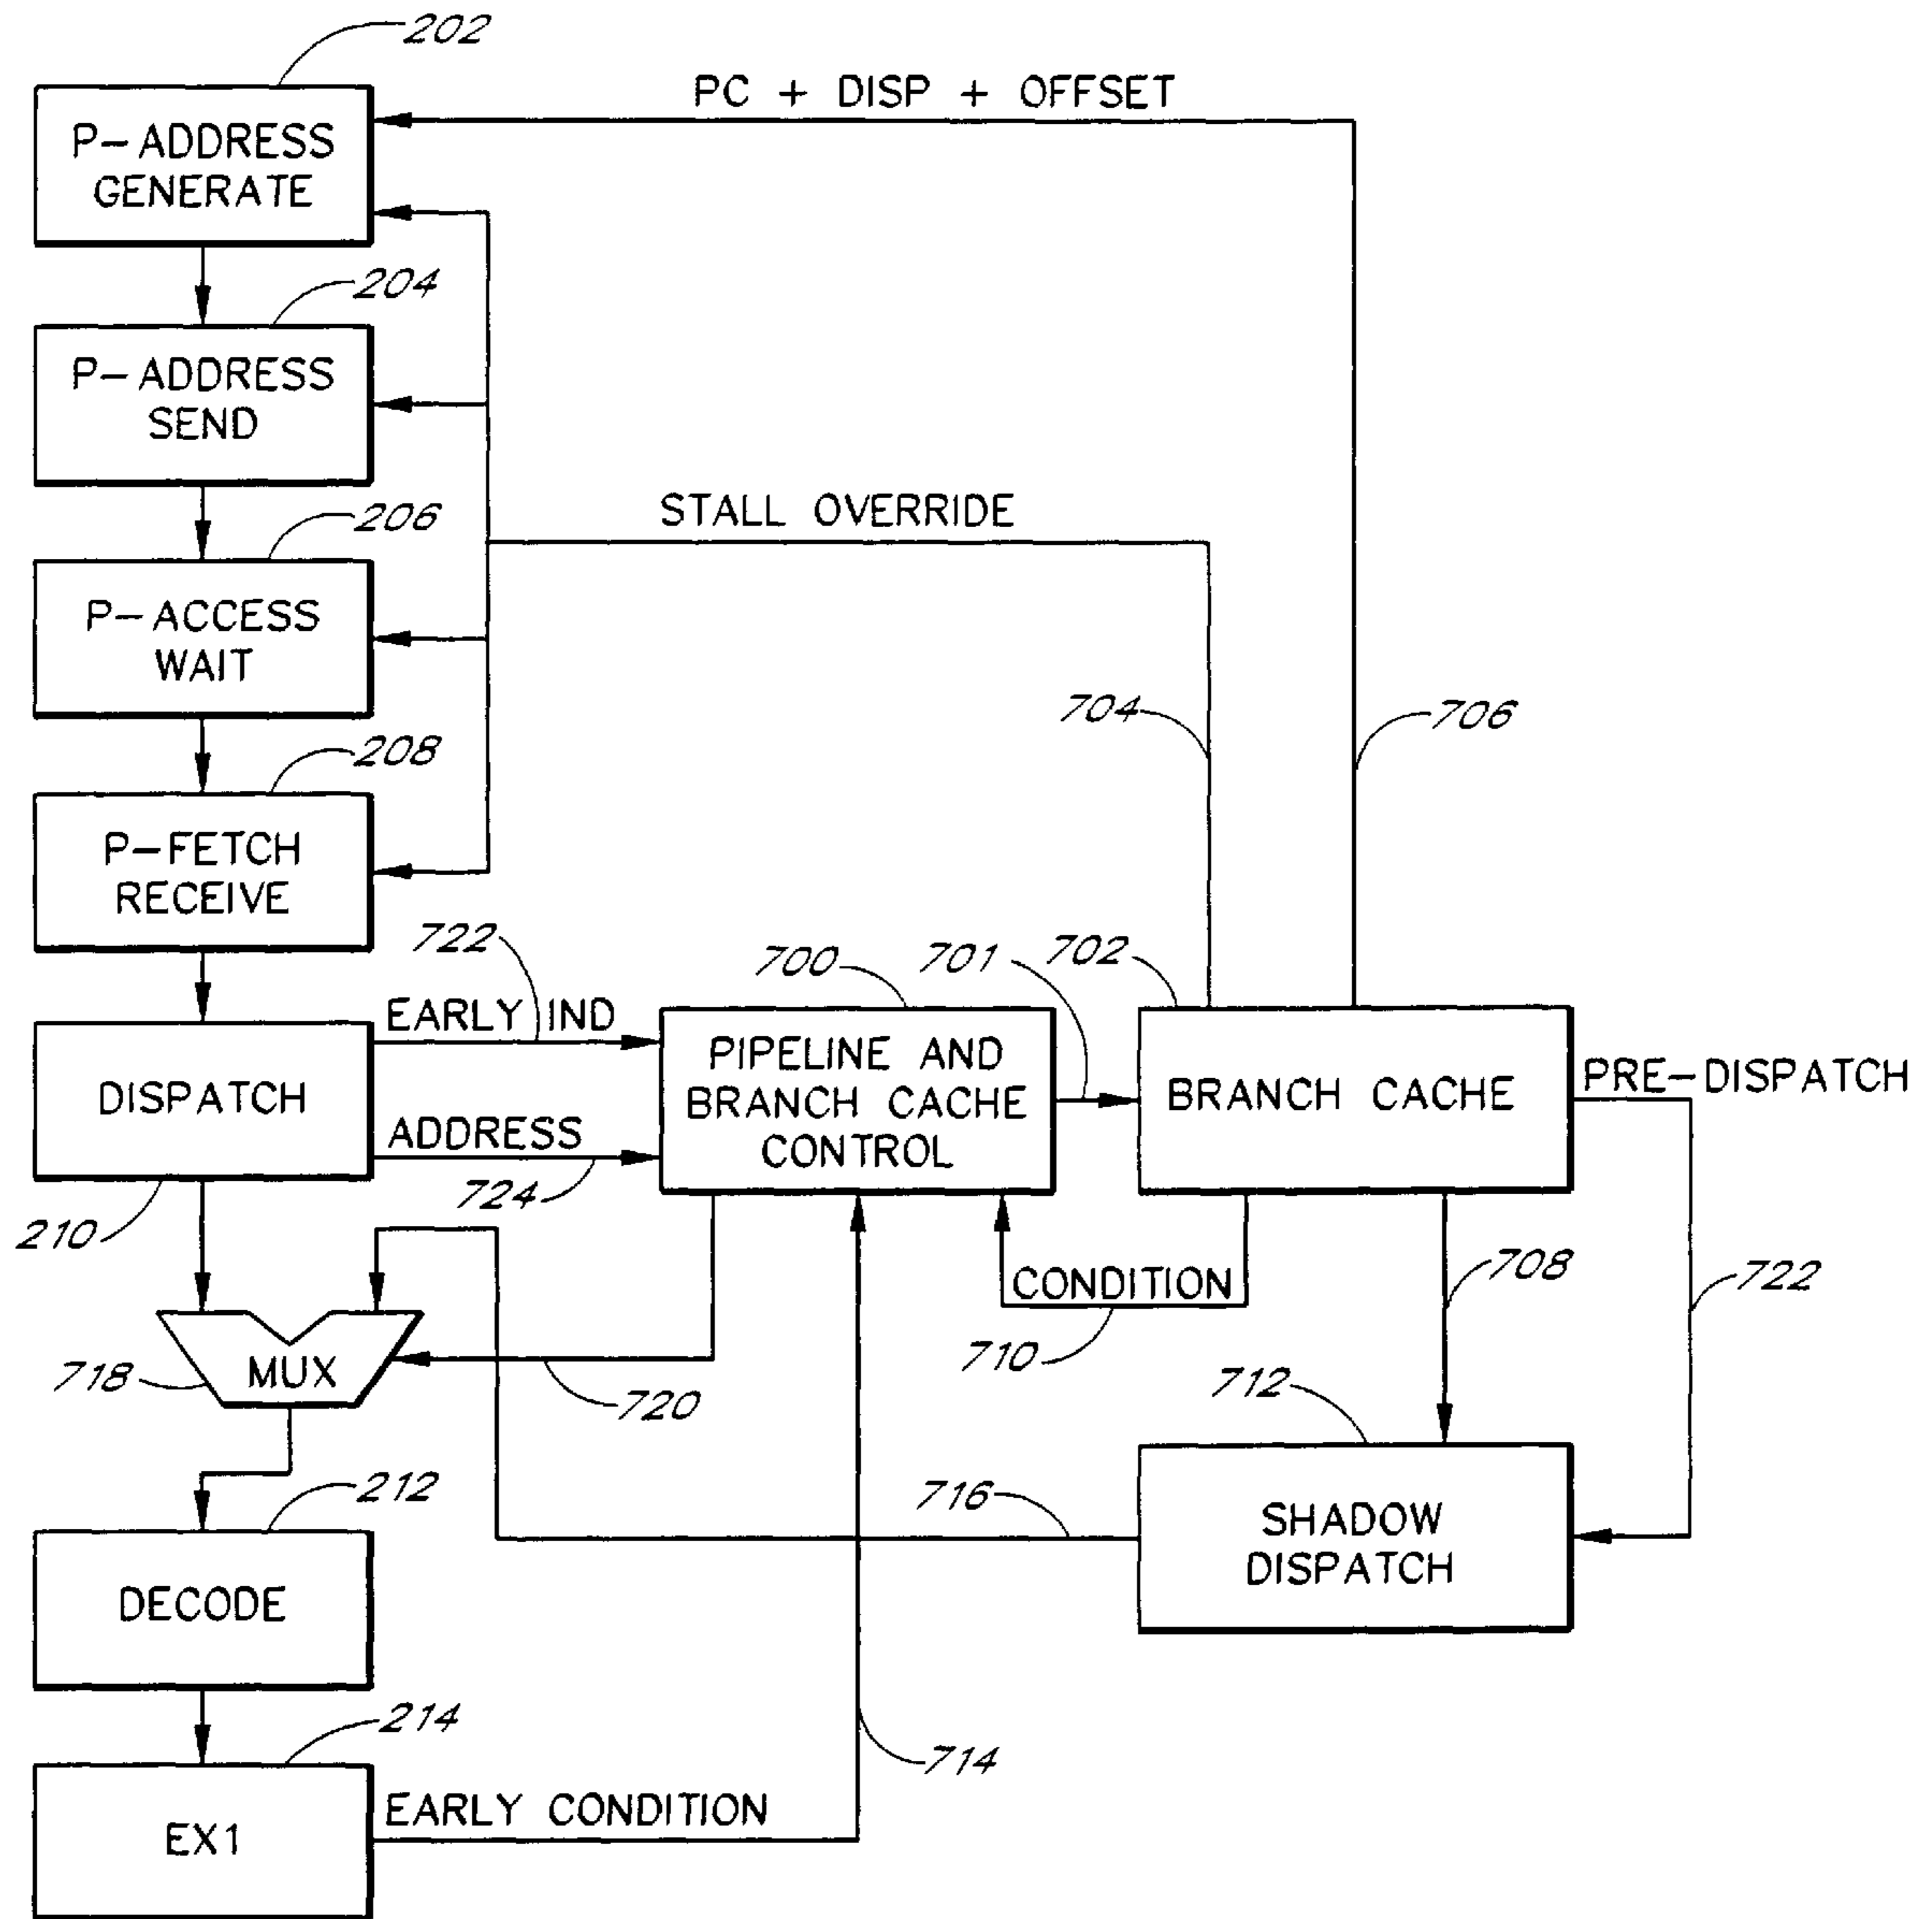 202
PC + DISP + OFFSET
P-ADDRESS
GENERATE
204
P-ADDRESS
SEND
206
STALL OVERRIDE
P-ACCESS
WAIT
704
706
208
P-FETCH
RECEIVE
722
700
701
702
EARLY IND
DISPATCH
ADDRESS
PIPELINE AND
BRANCH CACHE
CONTROL
BRANCH CACHE
PRE-DISPATCH
724
210
CONDITION
708
722
710
718
MUX
720
712
212
716
SHADOW
DISPATCH
DECODE
214
714
EARLY CONDITION
EX1